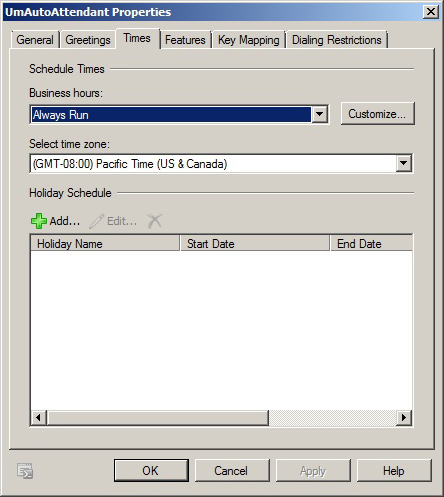 UmAutoAttendant Properties
General Greetings Times Features Key Mapping Dialing Restrictions
Schedule Times
Business hours:
Always Run Customize...
Select time zone:
(GMT-08:00) Pacific Time (US & Canada)
Holiday Schedule
Add... Edit...
Holiday Name Start Date End Date
OK Cancel Apply Help